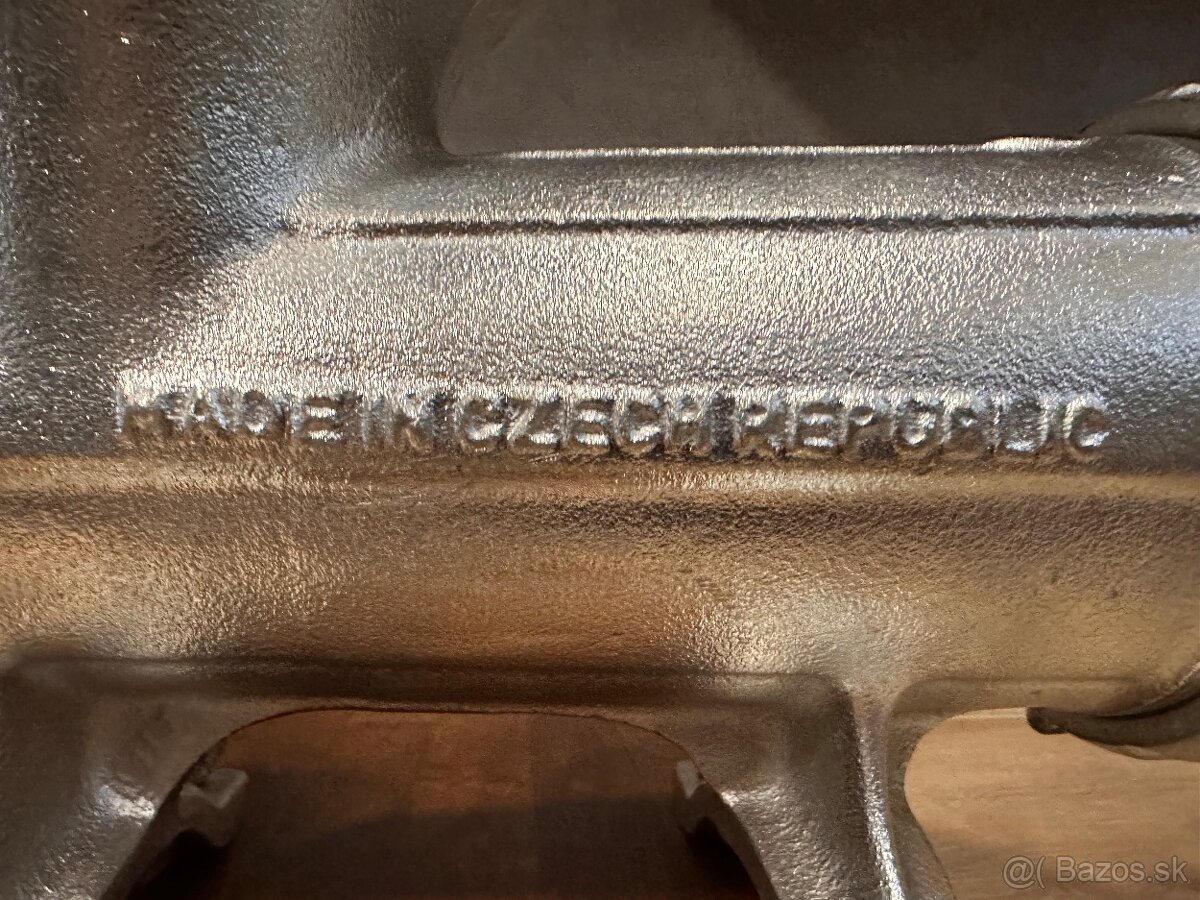 MADE IN CZECH REPUBLIC
@( Bazos.sk